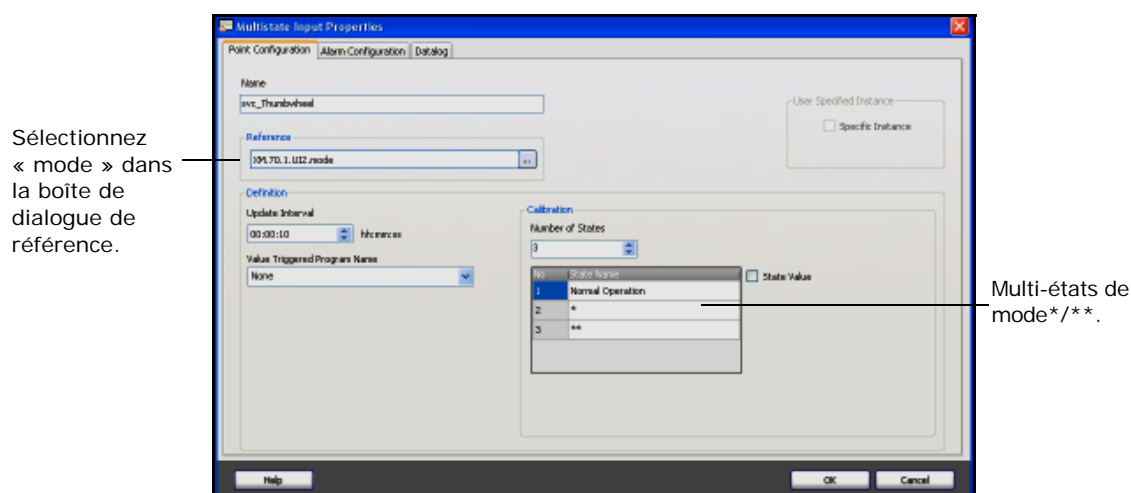 Multistate Input Properties
Point Configuration
Alarm Configuration
Datalog
Name
svc_Thumbwheel
User Specified Instance
Specific Instance
Sélectionnez
« mode » dans
la boîte de
dialogue de
référence.
Reference
XM.70.1.UI2.mode
...
Definition
Update Interval
00:00:10
hh:mm:ss
Value Triggered Program Name
None
Calibration
Number of States
3
No State Name
1 Normal Operation
2 *
3 **
State Value
Multi-états de
mode*/**.
Help
OK
Cancel